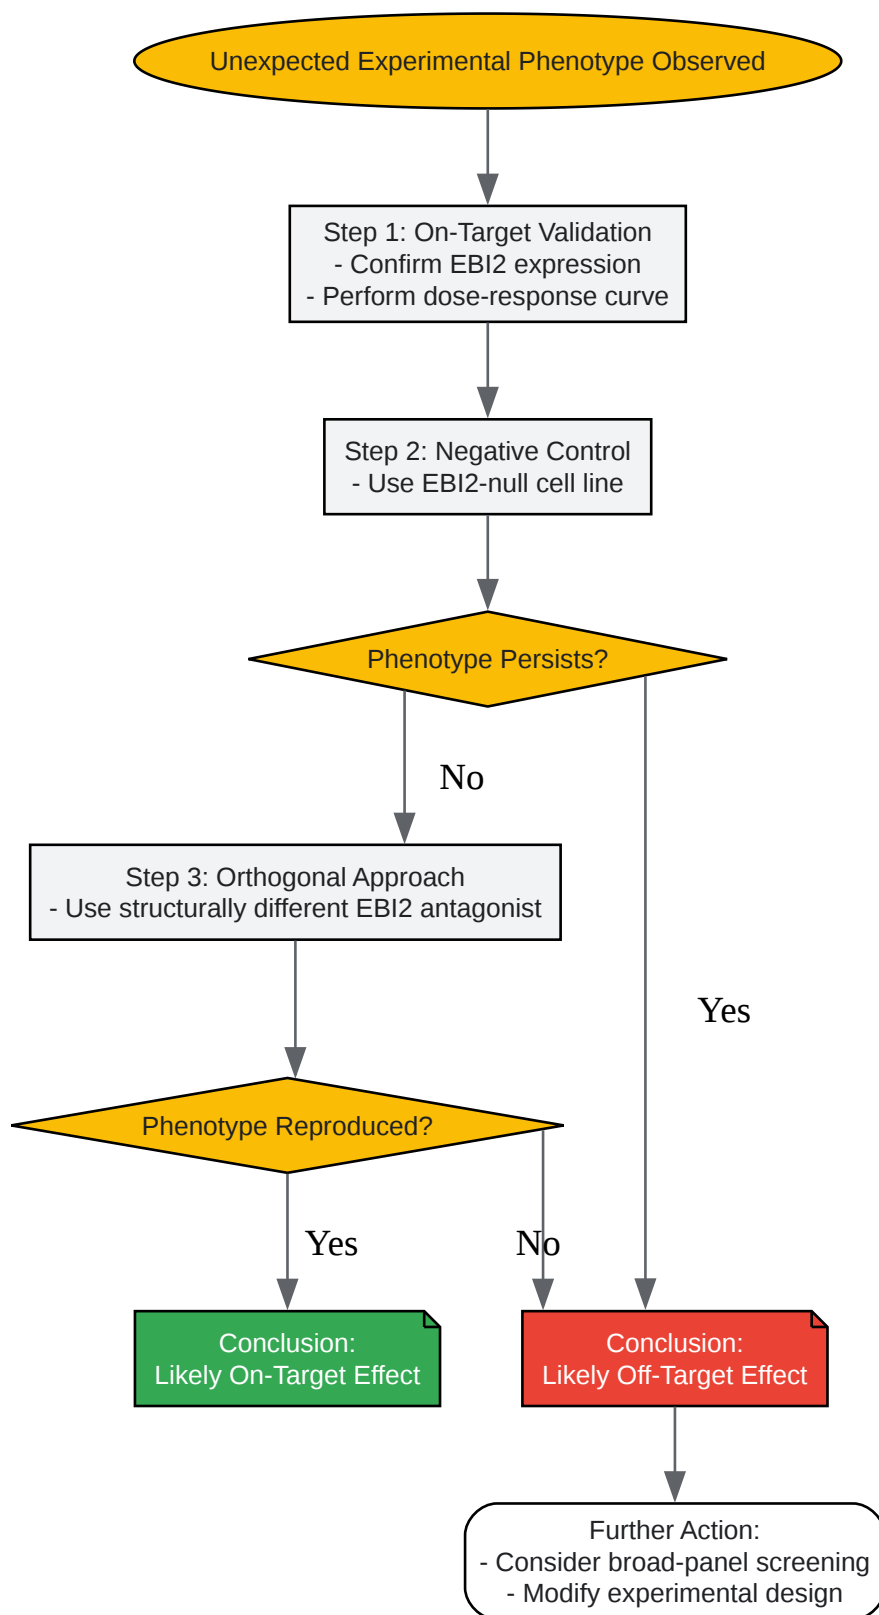 Unexpected Experimental Phenotype Observed
Step 1: On-Target Validation
- Confirm EBI2 expression
- Perform dose-response curve
Step 2: Negative Control
- Use EBI2-null cell line
Phenotype Persists?
No
Step 3: Orthogonal Approach
- Use structurally different EBI2 antagonist
Yes
Phenotype Reproduced?
Yes
No
Conclusion:
Likely On-Target Effect
Conclusion:
Likely Off-Target Effect
Further Action:
- Consider broad-panel screening
- Modify experimental design